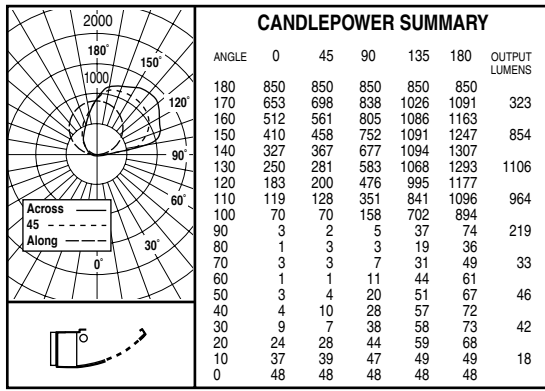 2000
180°
150°
1000
120°
90°
60°
Across
45
Along
30°
0°
CANDLEPOWER SUMMARY
ANGLE 0 45 90 135 180 OUTPUT
LUMENS
180 850 850 850 850 850
170 653 698 838 1026 1091 323
160 512 561 805 1086 1163
150 410 458 752 1091 1247 854
140 327 367 677 1094 1307
130 250 281 583 1068 1293 1106
120 183 200 476 995 1177
110 119 128 351 841 1096 964
100 70 70 158 702 894
90 3 2 5 37 74 219
80 1 3 3 19 36
70 3 3 7 31 49 33
60 1 1 11 44 61
50 3 4 20 51 67 46
40 4 10 28 57 72
30 9 7 38 58 73 42
20 24 28 44 59 68
10 37 39 47 49 49 18
0 48 48 48 48 48